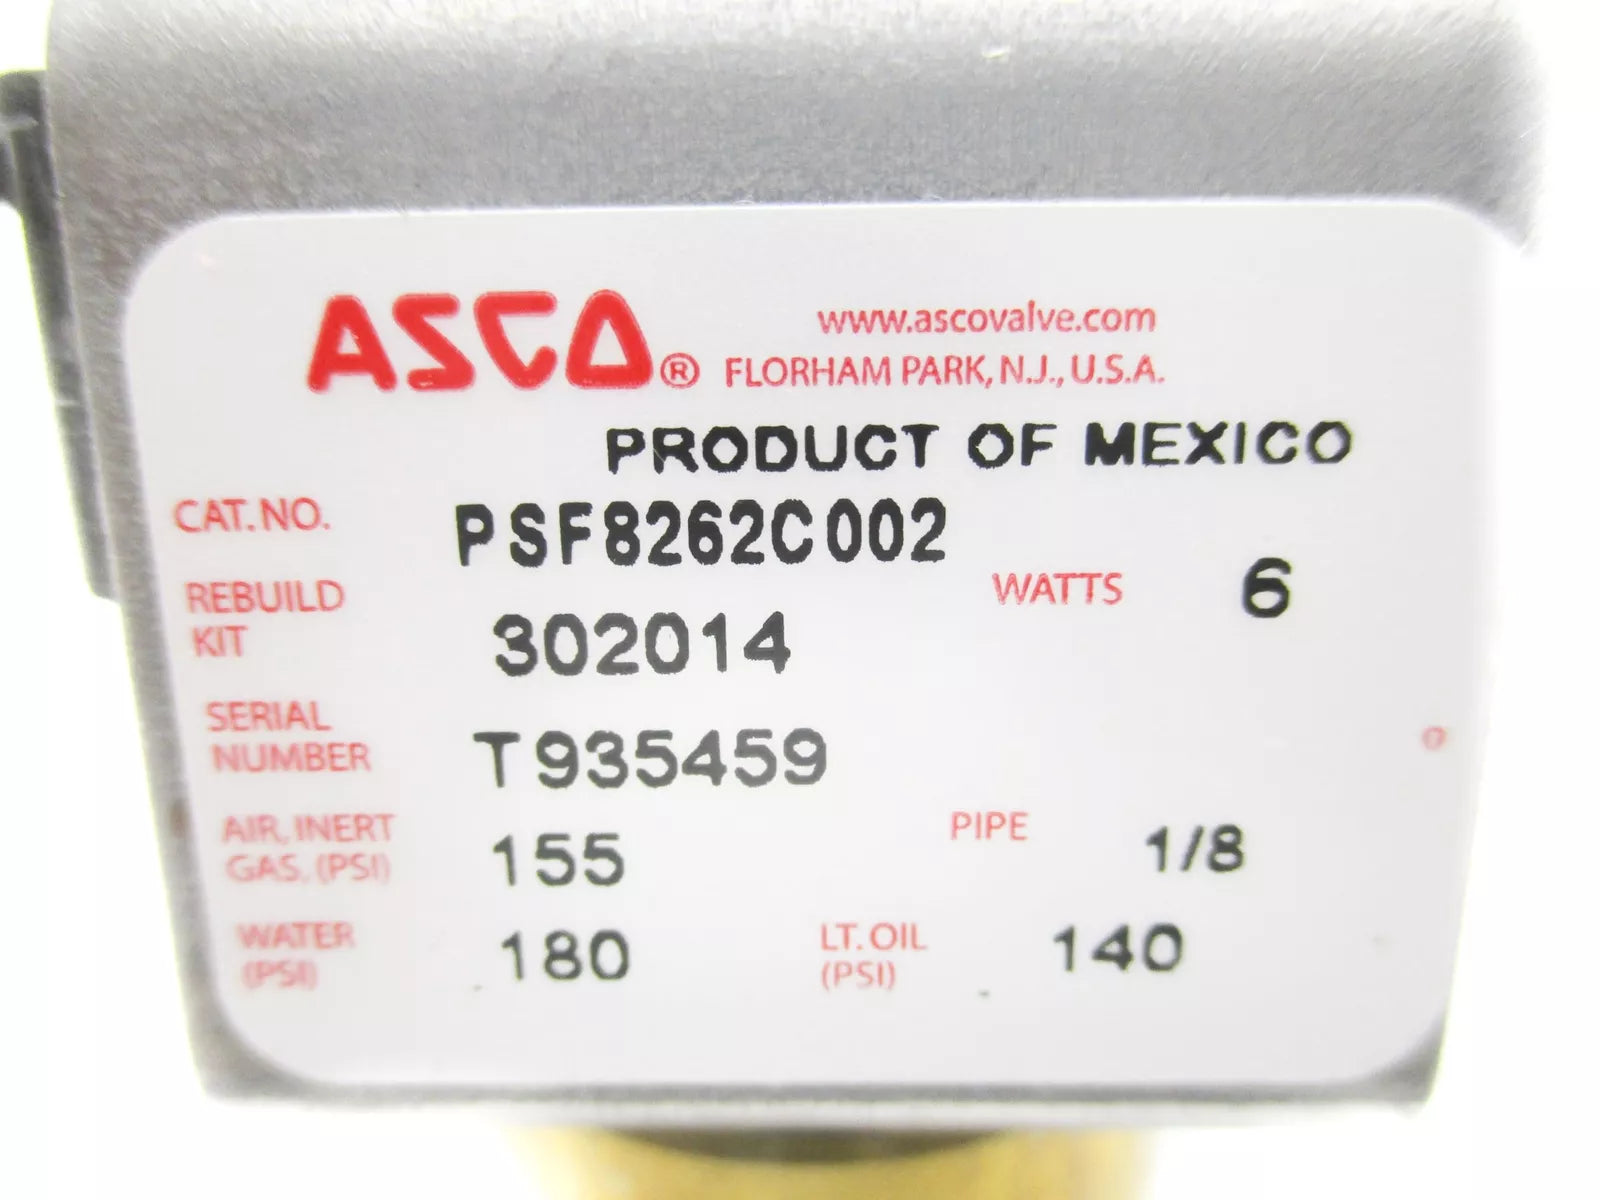 ASCO®
www.ascovalve.com
FLORHAM PARK, N.J., U.S.A.
PRODUCT OF MEXICO
CAT. NO. PSF8262C002
REBUILD KIT 302014
WATTS 6
SERIAL NUMBER T935459
AIR, INERT GAS, (PSI) 155
PIPE 1/8
WATER (PSI) 180
LT. OIL (PSI) 140